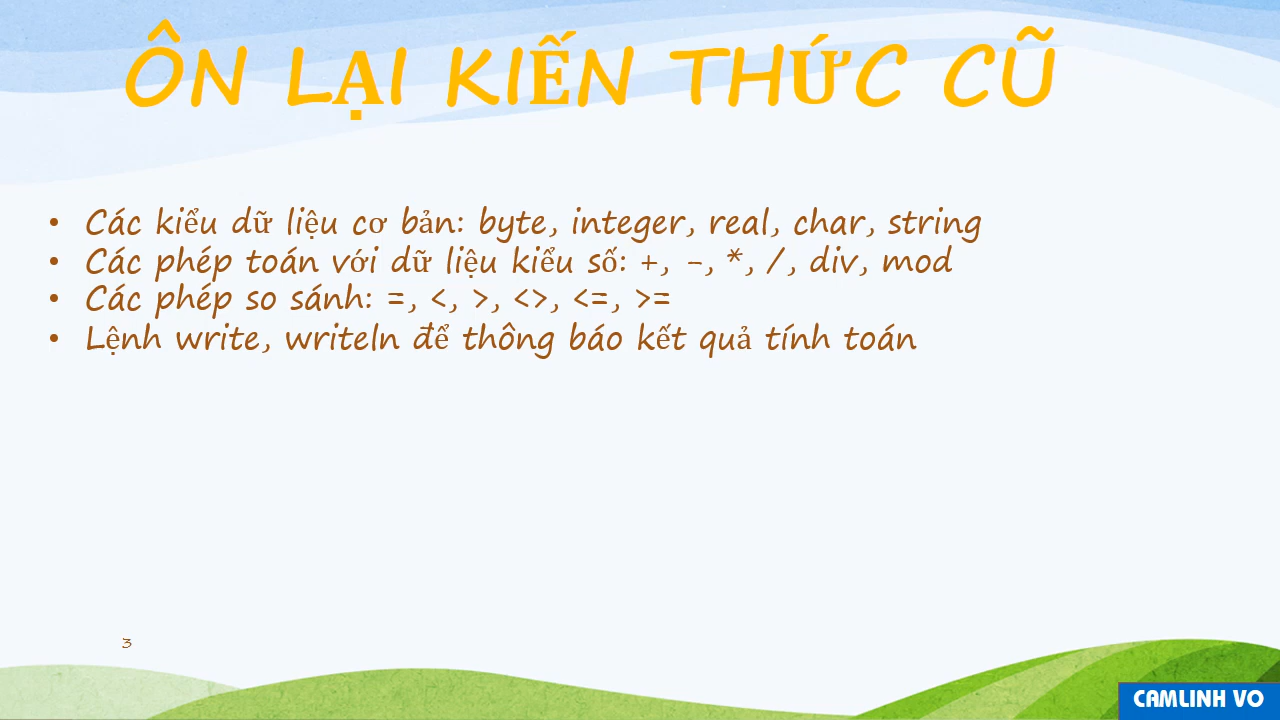 ÔN LẠI KIẾN THỨC CŨ
• Các kiểu dữ liệu cơ bản: byte, integer, real, char, string
• Các phép toán với dữ liệu kiểu số: +, -, *, /, div, mod
• Các phép so sánh: =, <, >, <>, <=, >=
• Lệnh write, writeln để thông báo kết quả tính toán
3
CAMLINH VO